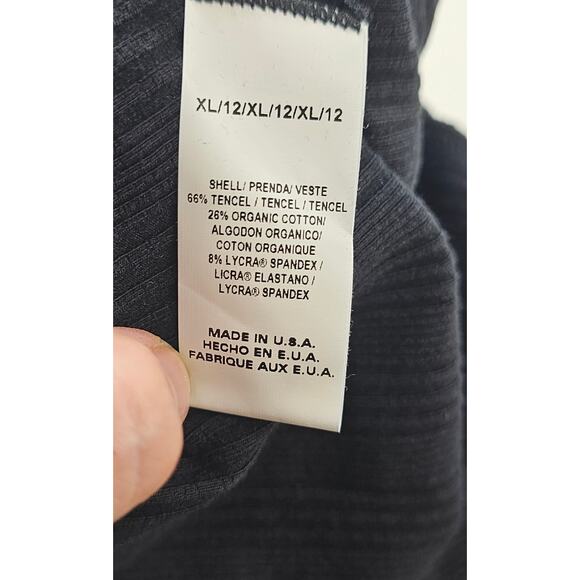 XL/12/XL/12/XL/12
SHELL/ PRENDA/ VESTE
66% TENCEL / TENCEL / TENCEL
26% ORGANIC COTTON/
ALGODON ORGANICO/
COTON ORGANIQUE
8% LYCRA® SPANDEX /
LICRA® ELASTANO /
LYCRA® SPANDEX
MADE IN U.S.A.
HECHO EN E.U.A.
FABRIQUE AUX E.U.A.